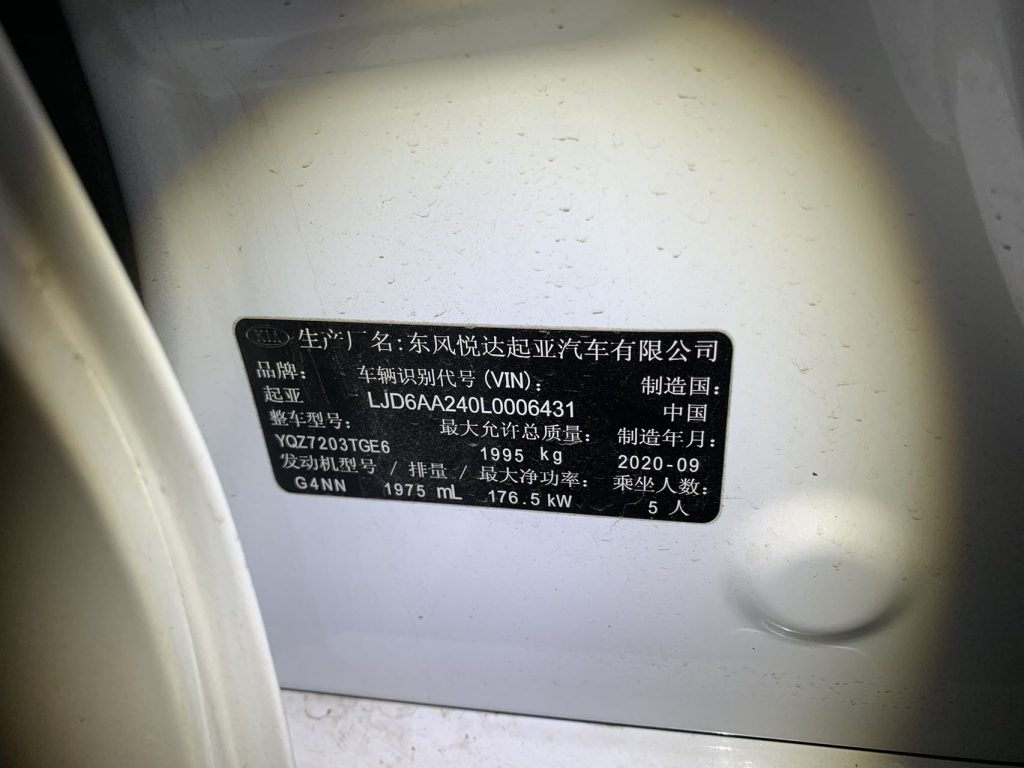 KIA 生产厂名:东风悦达起亚汽车有限公司
品牌: 车辆识别代号(VIN): 制造国:
起亚 LJD6AA240L0006431 中国
整车型号: 最大允许总质量: 制造年月:
YQZ7203TGE6 1995 kg 2020-09
发动机型号 / 排量 / 最大净功率: 乘坐人数:
G4NN 1975 mL 176.5 kW 5 人